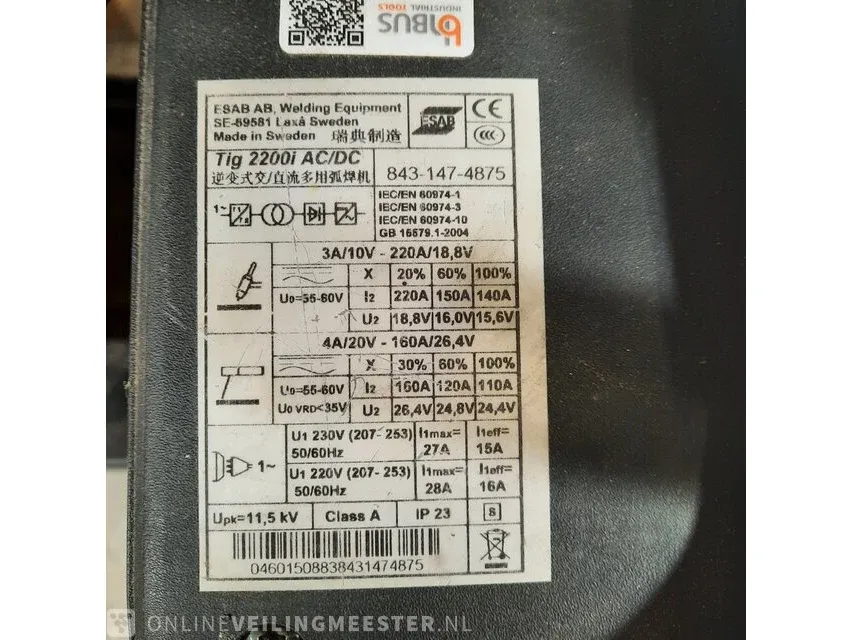 BIBUS
INDUSTRIAL TOOLS
ESAB AB, Welding Equipment
SE-69581 Laxå Sweden
Made in Sweden 瑞典制造
ESAB
CE
CCC
Tig 2200i AC/DC
逆变式交/直流多用弧焊机
843-147-4875
1~
IEC/EN 60974-1
IEC/EN 60974-3
IEC/EN 60974-10
GB 15579.1-2004
3A/10V - 220A/18,8V
X 20% 60% 100%
U0=55-60V I2 220A 150A 140A
U2 18,8V 16,0V 15,6V
4A/20V - 160A/26,4V
X 30% 60% 100%
U0=55-60V I2 160A 120A 110A
U0 VRD<35V U2 26,4V 24,8V 24,4V
1~
U1 230V (207- 253) I1max= I1eff=
50/60Hz 27A 15A
U1 220V (207- 253) I1max= I1eff=
50/60Hz 28A 16A
Upk=11,5 kV Class A IP 23 S
04601508838431474875
ONLINEVEILINGMEESTER.NL